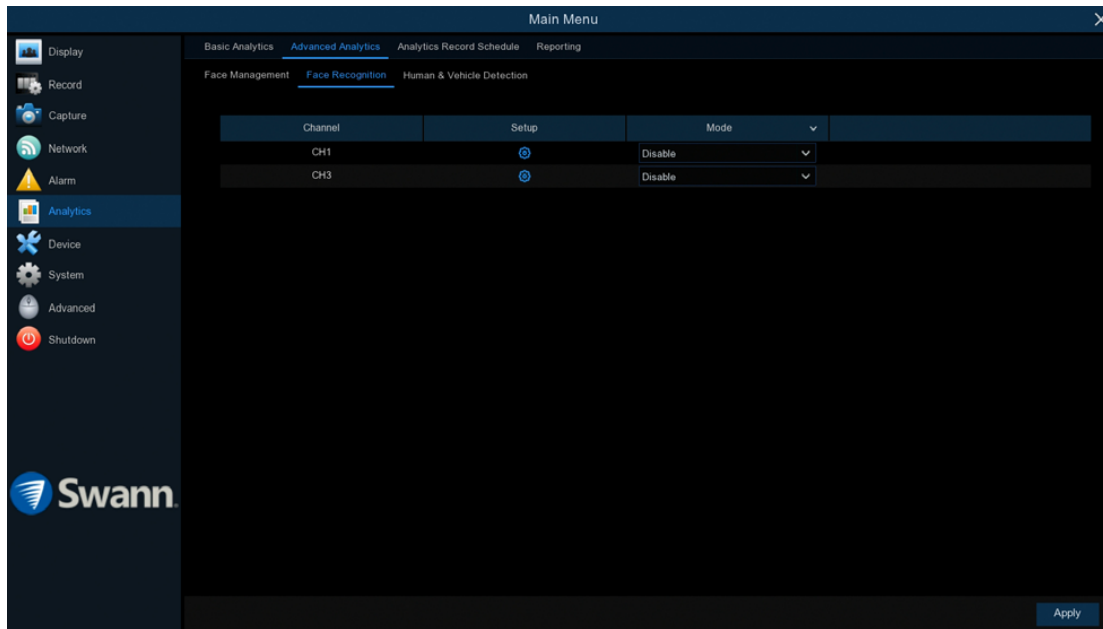 Main Menu
Display
Record
Capture
Network
Alarm
Analytics
Device
System
Advanced
Shutdown
Swann.
Basic Analytics Advanced Analytics Analytics Record Schedule Reporting
Face Management Face Recognition Human & Vehicle Detection
Channel Setup Mode
CH1 Disable
CH3 Disable
Apply